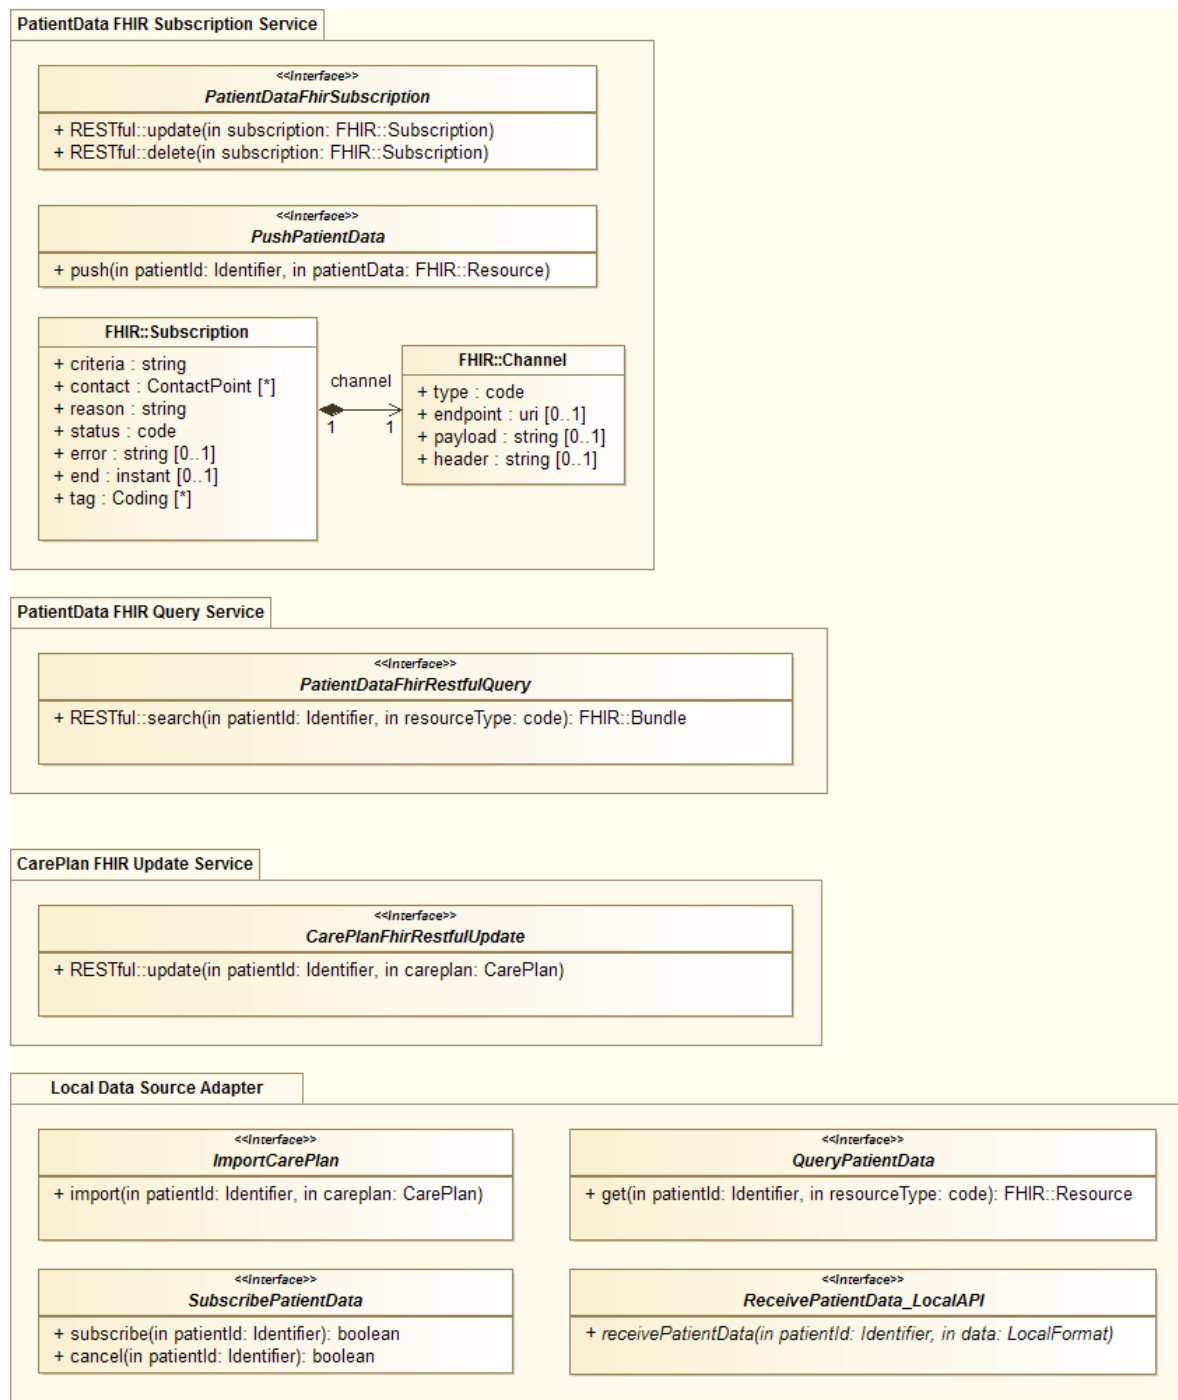 PatientData FHIR Subscription Service
<<Interface>>
PatientDataFhirSubscription
+ RESTful::update(in subscription: FHIR::Subscription)
+ RESTful::delete(in subscription: FHIR::Subscription)
<<Interface>>
PushPatientData
+ push(in patientId: Identifier, in patientData: FHIR::Resource)
FHIR::Subscription
+ criteria : string
+ contact : ContactPoint [*]
+ reason : string
+ status : code
+ error : string [0..1]
+ end : instant [0..1]
+ tag : Coding [*]
channel
1
1
FHIR::Channel
+ type : code
+ endpoint : uri [0..1]
+ payload : string [0..1]
+ header : string [0..1]
PatientData FHIR Query Service
<<Interface>>
PatientDataFhirRestfulQuery
+ RESTful::search(in patientId: Identifier, in resourceType: code): FHIR::Bundle
CarePlan FHIR Update Service
<<Interface>>
CarePlanFhirRestfulUpdate
+ RESTful::update(in patientId: Identifier, in careplan: CarePlan)
Local Data Source Adapter
<<Interface>>
ImportCarePlan
+ import(in patientId: Identifier, in careplan: CarePlan)
<<Interface>>
QueryPatientData
+ get(in patientId: Identifier, in resourceType: code): FHIR::Resource
<<Interface>>
SubscribePatientData
+ subscribe(in patientId: Identifier): boolean
+ cancel(in patientId: Identifier): boolean
<<Interface>>
ReceivePatientData_LocalAPI
+ receivePatientData(in patientId: Identifier, in data: LocalFormat)